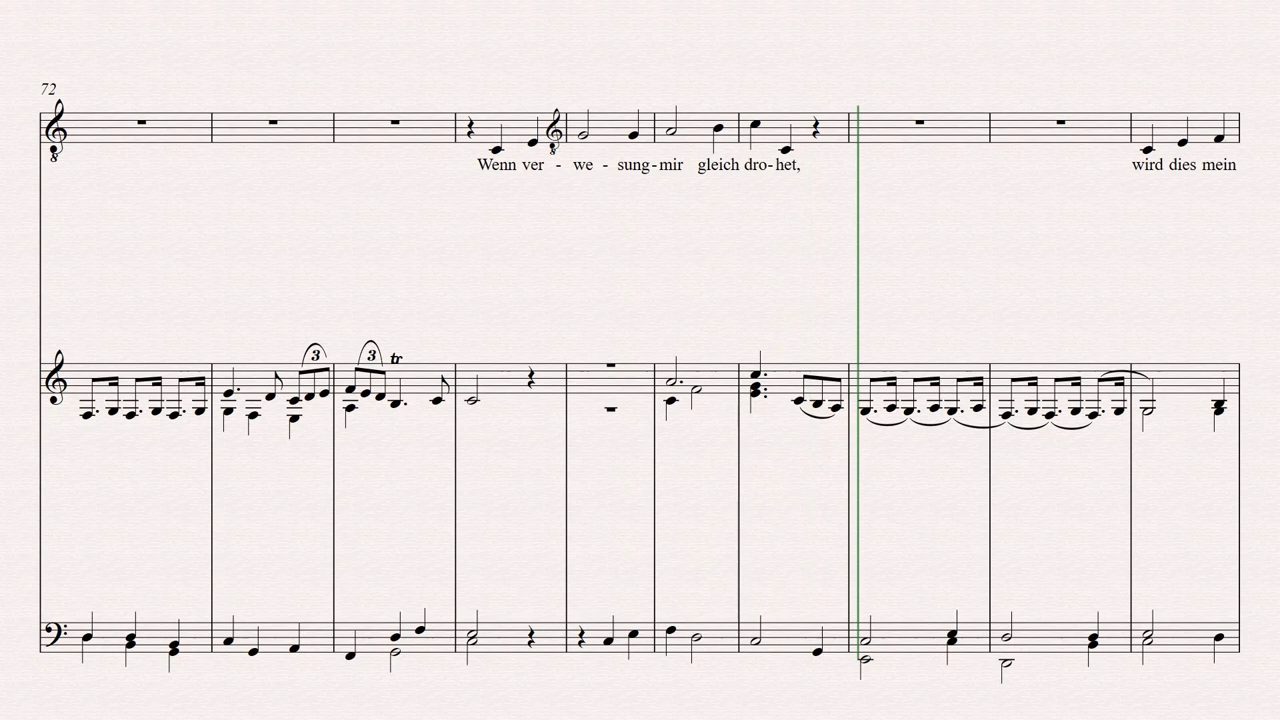 72
Wenn ver - we - sung - mir gleich dro - het, wird dies mein
3 3 tr